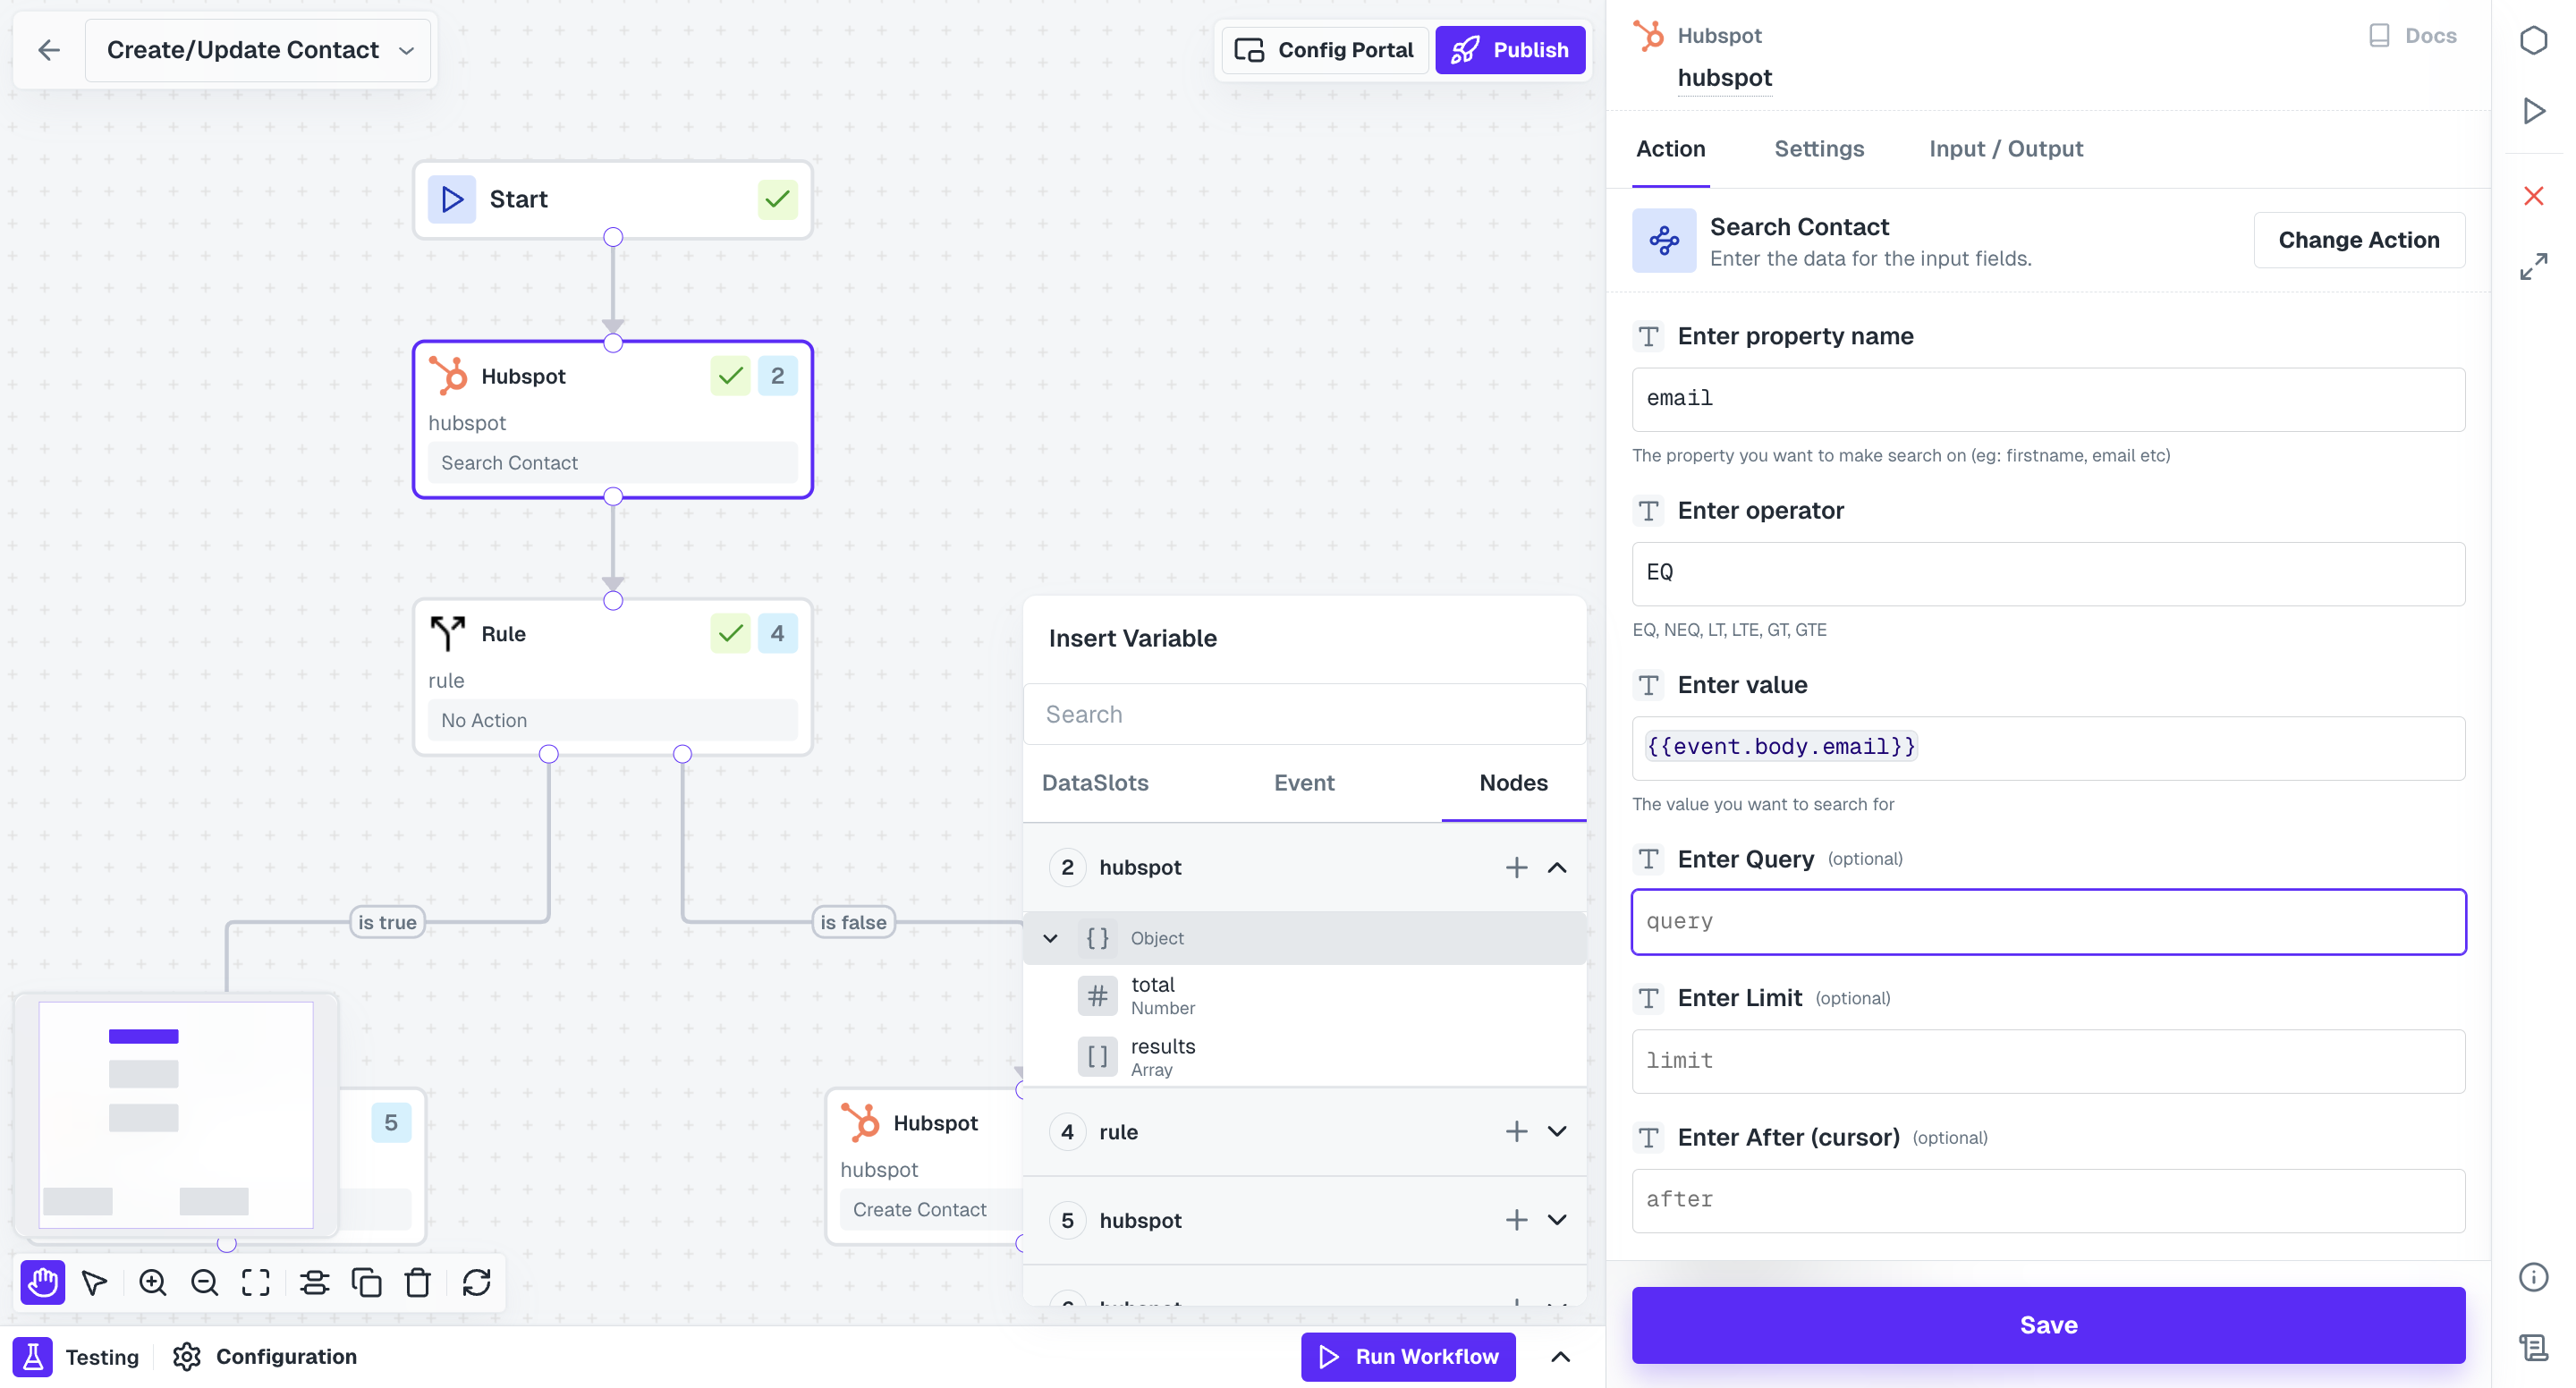 Create/Update Contact
Config Portal
Publish
Start
Hubspot
2
hubspot
Search Contact
Rule
4
rule
No Action
is true
is false
5
Hubspot
hubspot
Create Contact
Insert Variable
Search
DataSlots
Event
Nodes
2
hubspot
{}
Object
#
total
Number
[]
results
Array
4
rule
5
hubspot
6
hubspot
Testing
Configuration
Run Workflow
Hubspot
hubspot
Docs
Action
Settings
Input / Output
Search Contact
Enter the data for the input fields.
Change Action
T
Enter property name
email
The property you want to make search on (eg: firstname, email etc)
T
Enter operator
EQ
EQ, NEQ, LT, LTE, GT, GTE
T
Enter value
{{event.body.email}}
The value you want to search for
T
Enter Query (optional)
query
T
Enter Limit (optional)
limit
T
Enter After (cursor) (optional)
after
Save